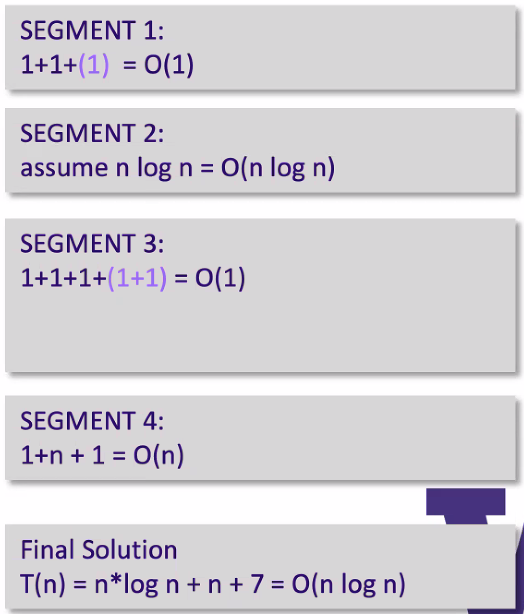 SEGMENT 1:
1+1+(1) = O(1)
SEGMENT 2:
assume n log n = O(n log n)
SEGMENT 3:
1+1+1+(1+1) = O(1)
SEGMENT 4:
1+n + 1 = O(n)
Final Solution
T(n) = n*log n + n + 7 = O(n log n)